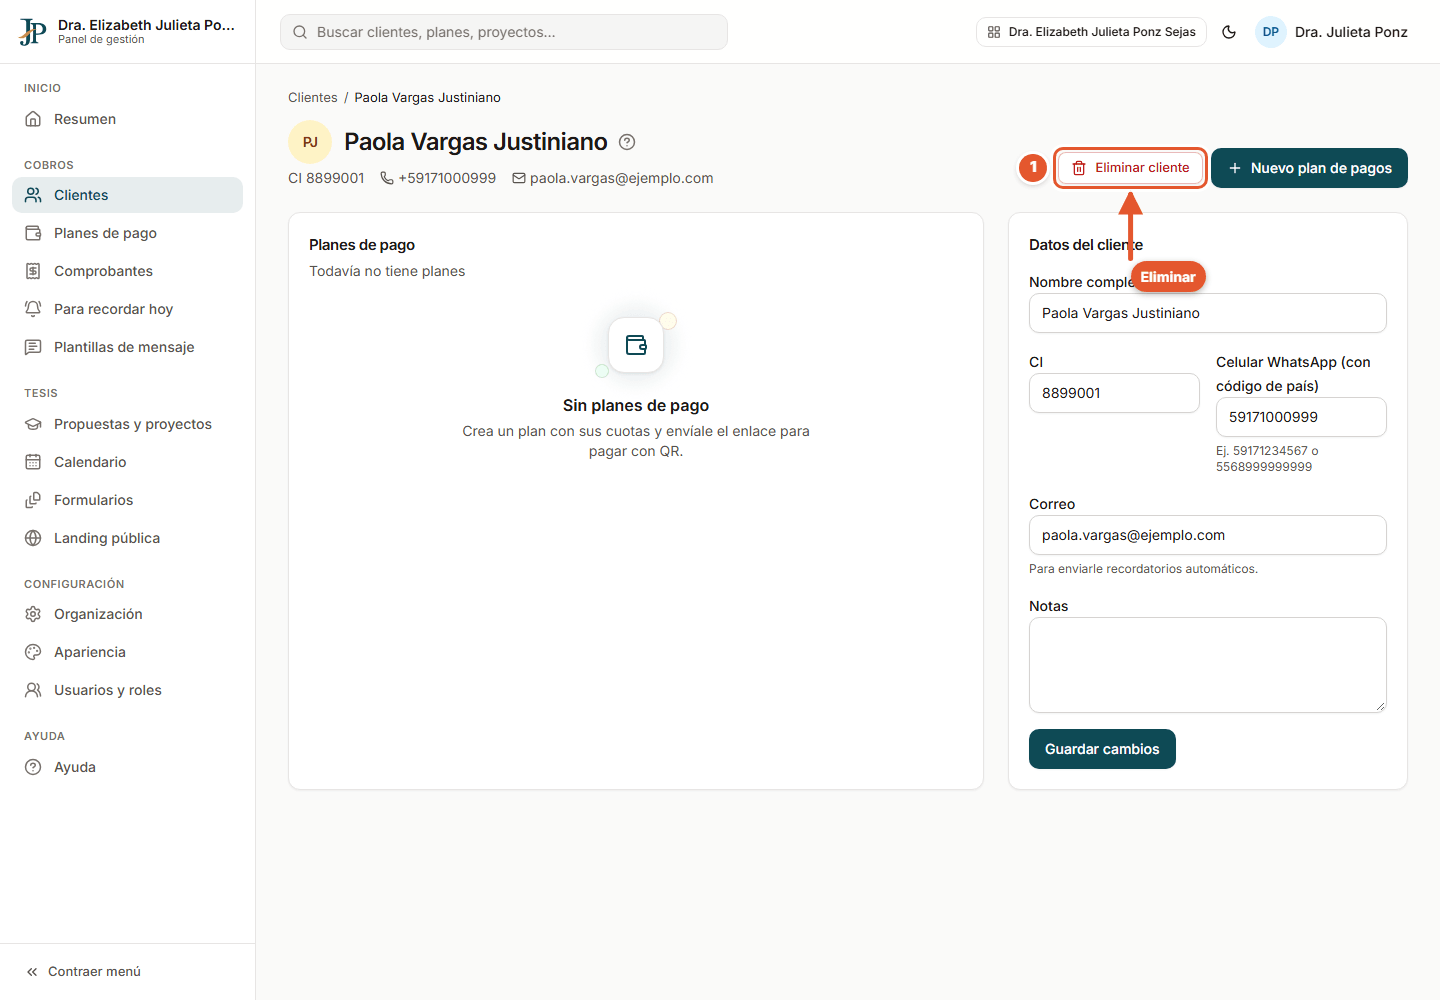 JP
Dra. Elizabeth Julieta Po...
Panel de gestión
Buscar clientes, planes, proyectos...
Dra. Elizabeth Julieta Ponz Sejas
DP
Dra. Julieta Ponz
INICIO
Resumen
COBROS
Clientes
Planes de pago
Comprobantes
Para recordar hoy
Plantillas de mensaje
TESIS
Propuestas y proyectos
Calendario
Formularios
Landing pública
CONFIGURACIÓN
Organización
Apariencia
Usuarios y roles
AYUDA
Ayuda
Contraer menú
Clientes / Paola Vargas Justiniano
PJ
Paola Vargas Justiniano
CI 8899001 +59171000999 paola.vargas@ejemplo.com
1
Eliminar cliente
+ Nuevo plan de pagos
Planes de pago
Todavía no tiene planes
Sin planes de pago
Crea un plan con sus cuotas y envíale el enlace para
pagar con QR.
Datos del cliente
Eliminar
Nombre comple
Paola Vargas Justiniano
CI
8899001
Celular WhatsApp (con
código de país)
59171000999
Ej. 59171234567 o
5568999999999
Correo
paola.vargas@ejemplo.com
Para enviarle recordatorios automáticos.
Notas
Guardar cambios